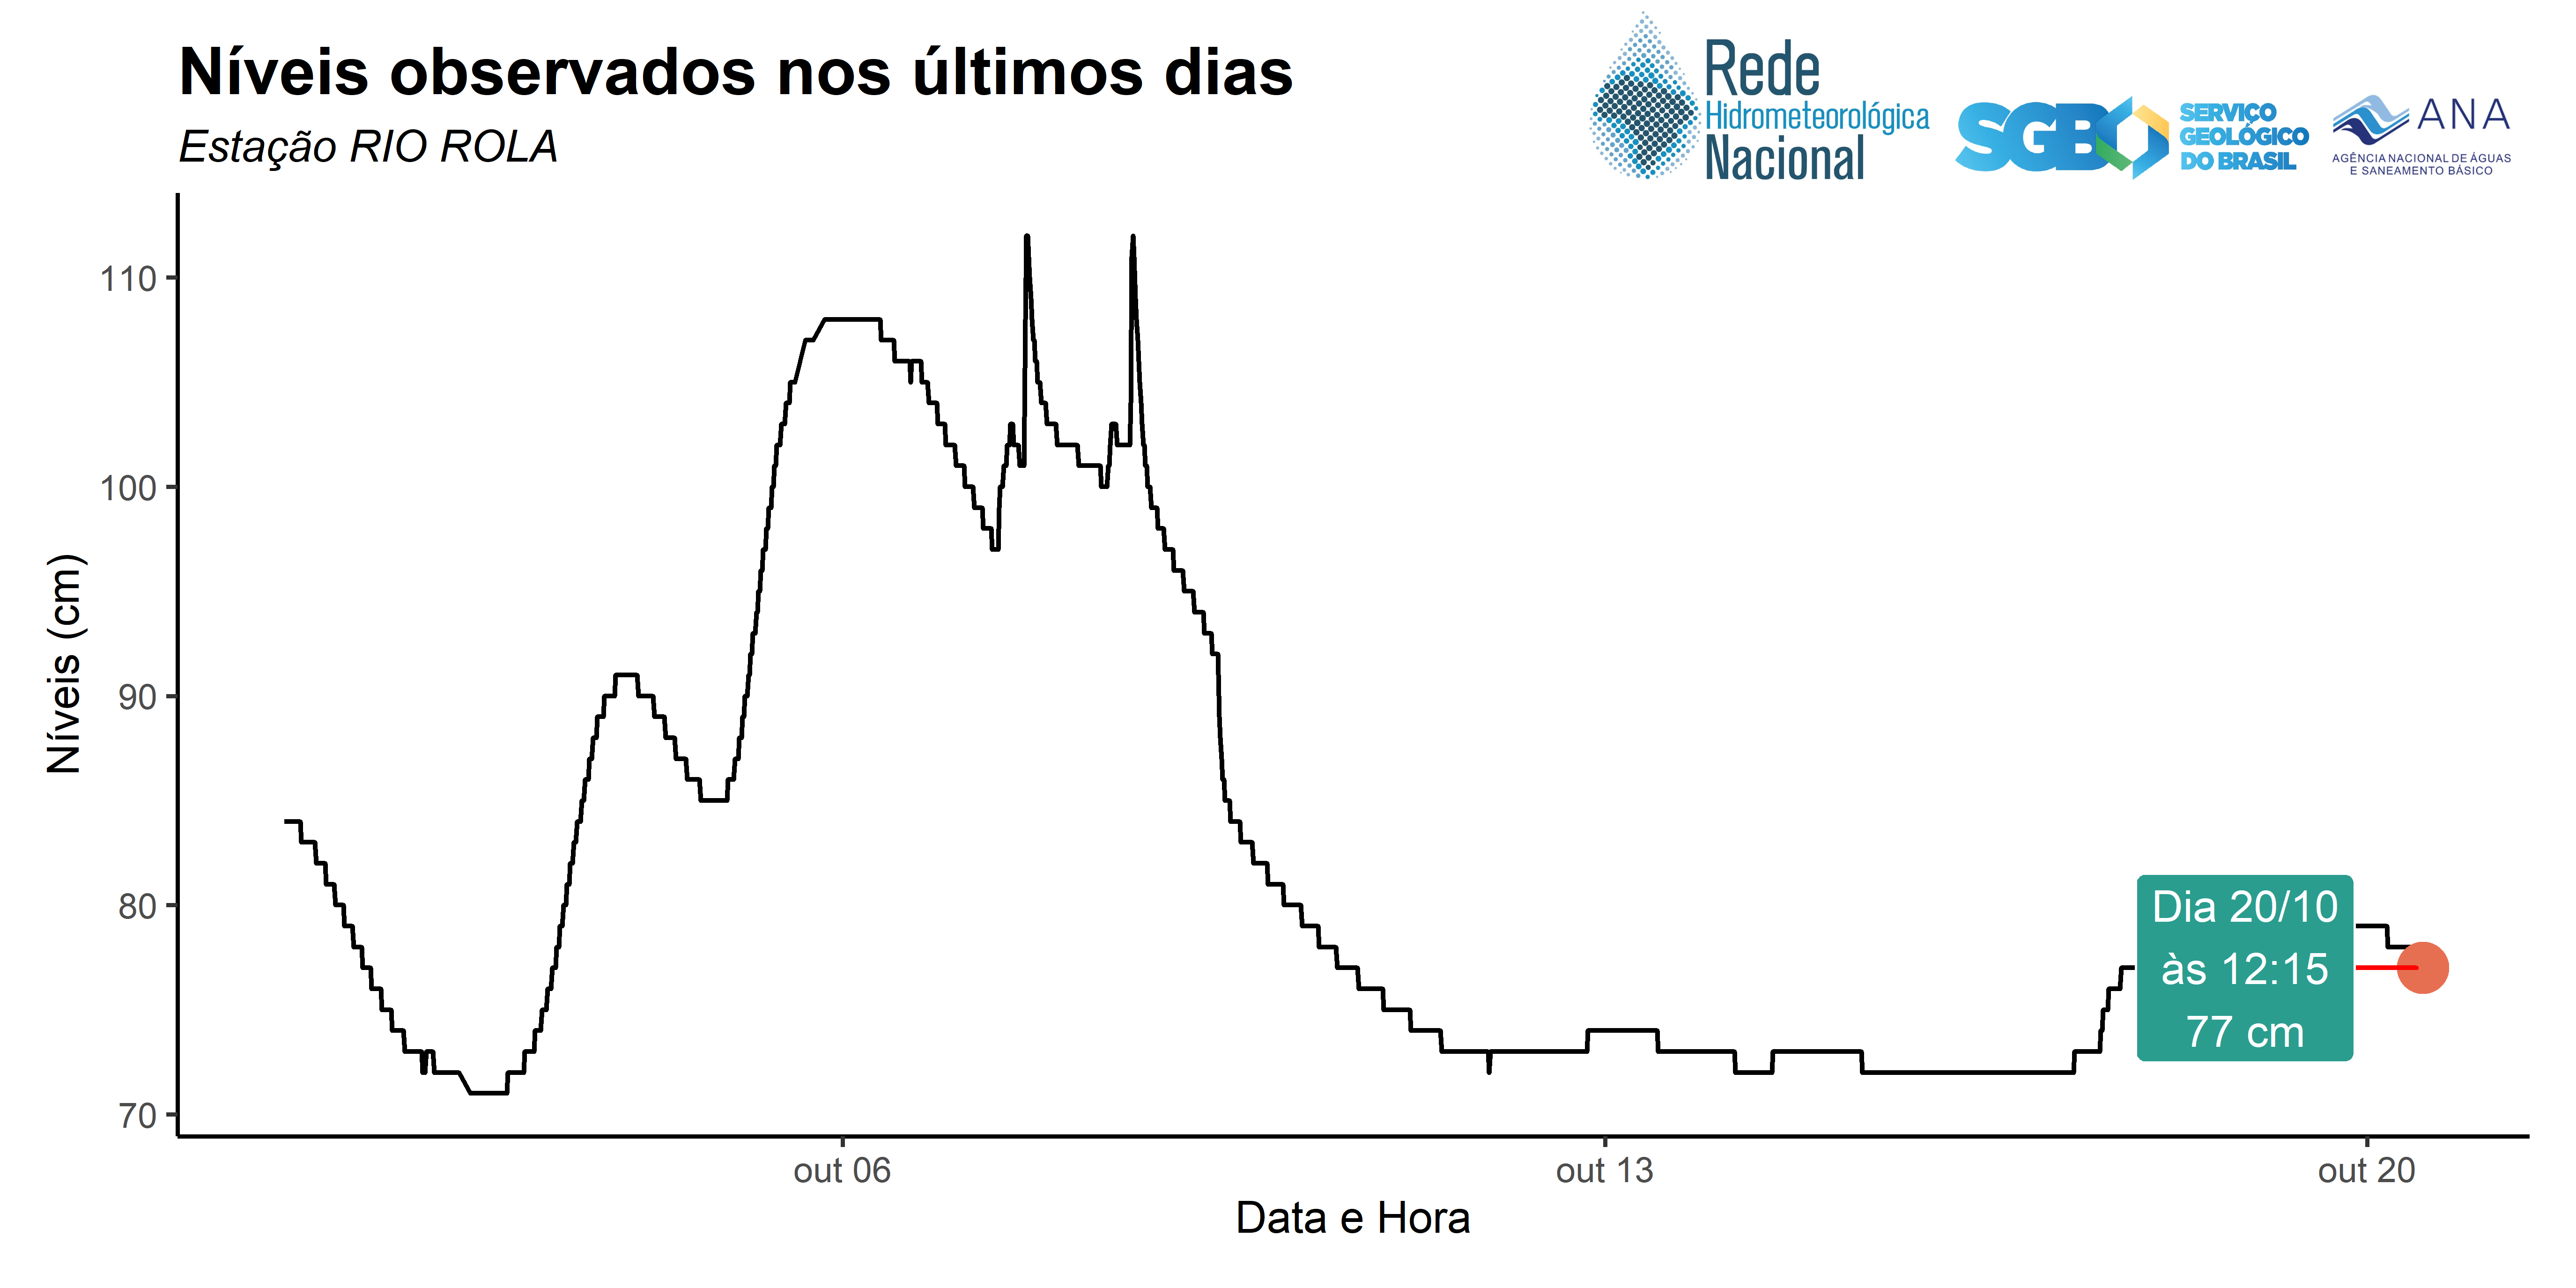 Níveis observados nos últimos dias
Estação RIO ROLA
Rede
Hidrometeorológica
Nacional
SGB
SERVIÇO
GEOLÓGICO
DO BRASIL
ANA
AGÊNCIA NACIONAL DE ÁGUAS
E SANEAMENTO BÁSICO
Níveis (cm)
110
100
90
80
70
Dia 20/10
às 12:15
77 cm
out 06
out 13
out 20
Data e Hora